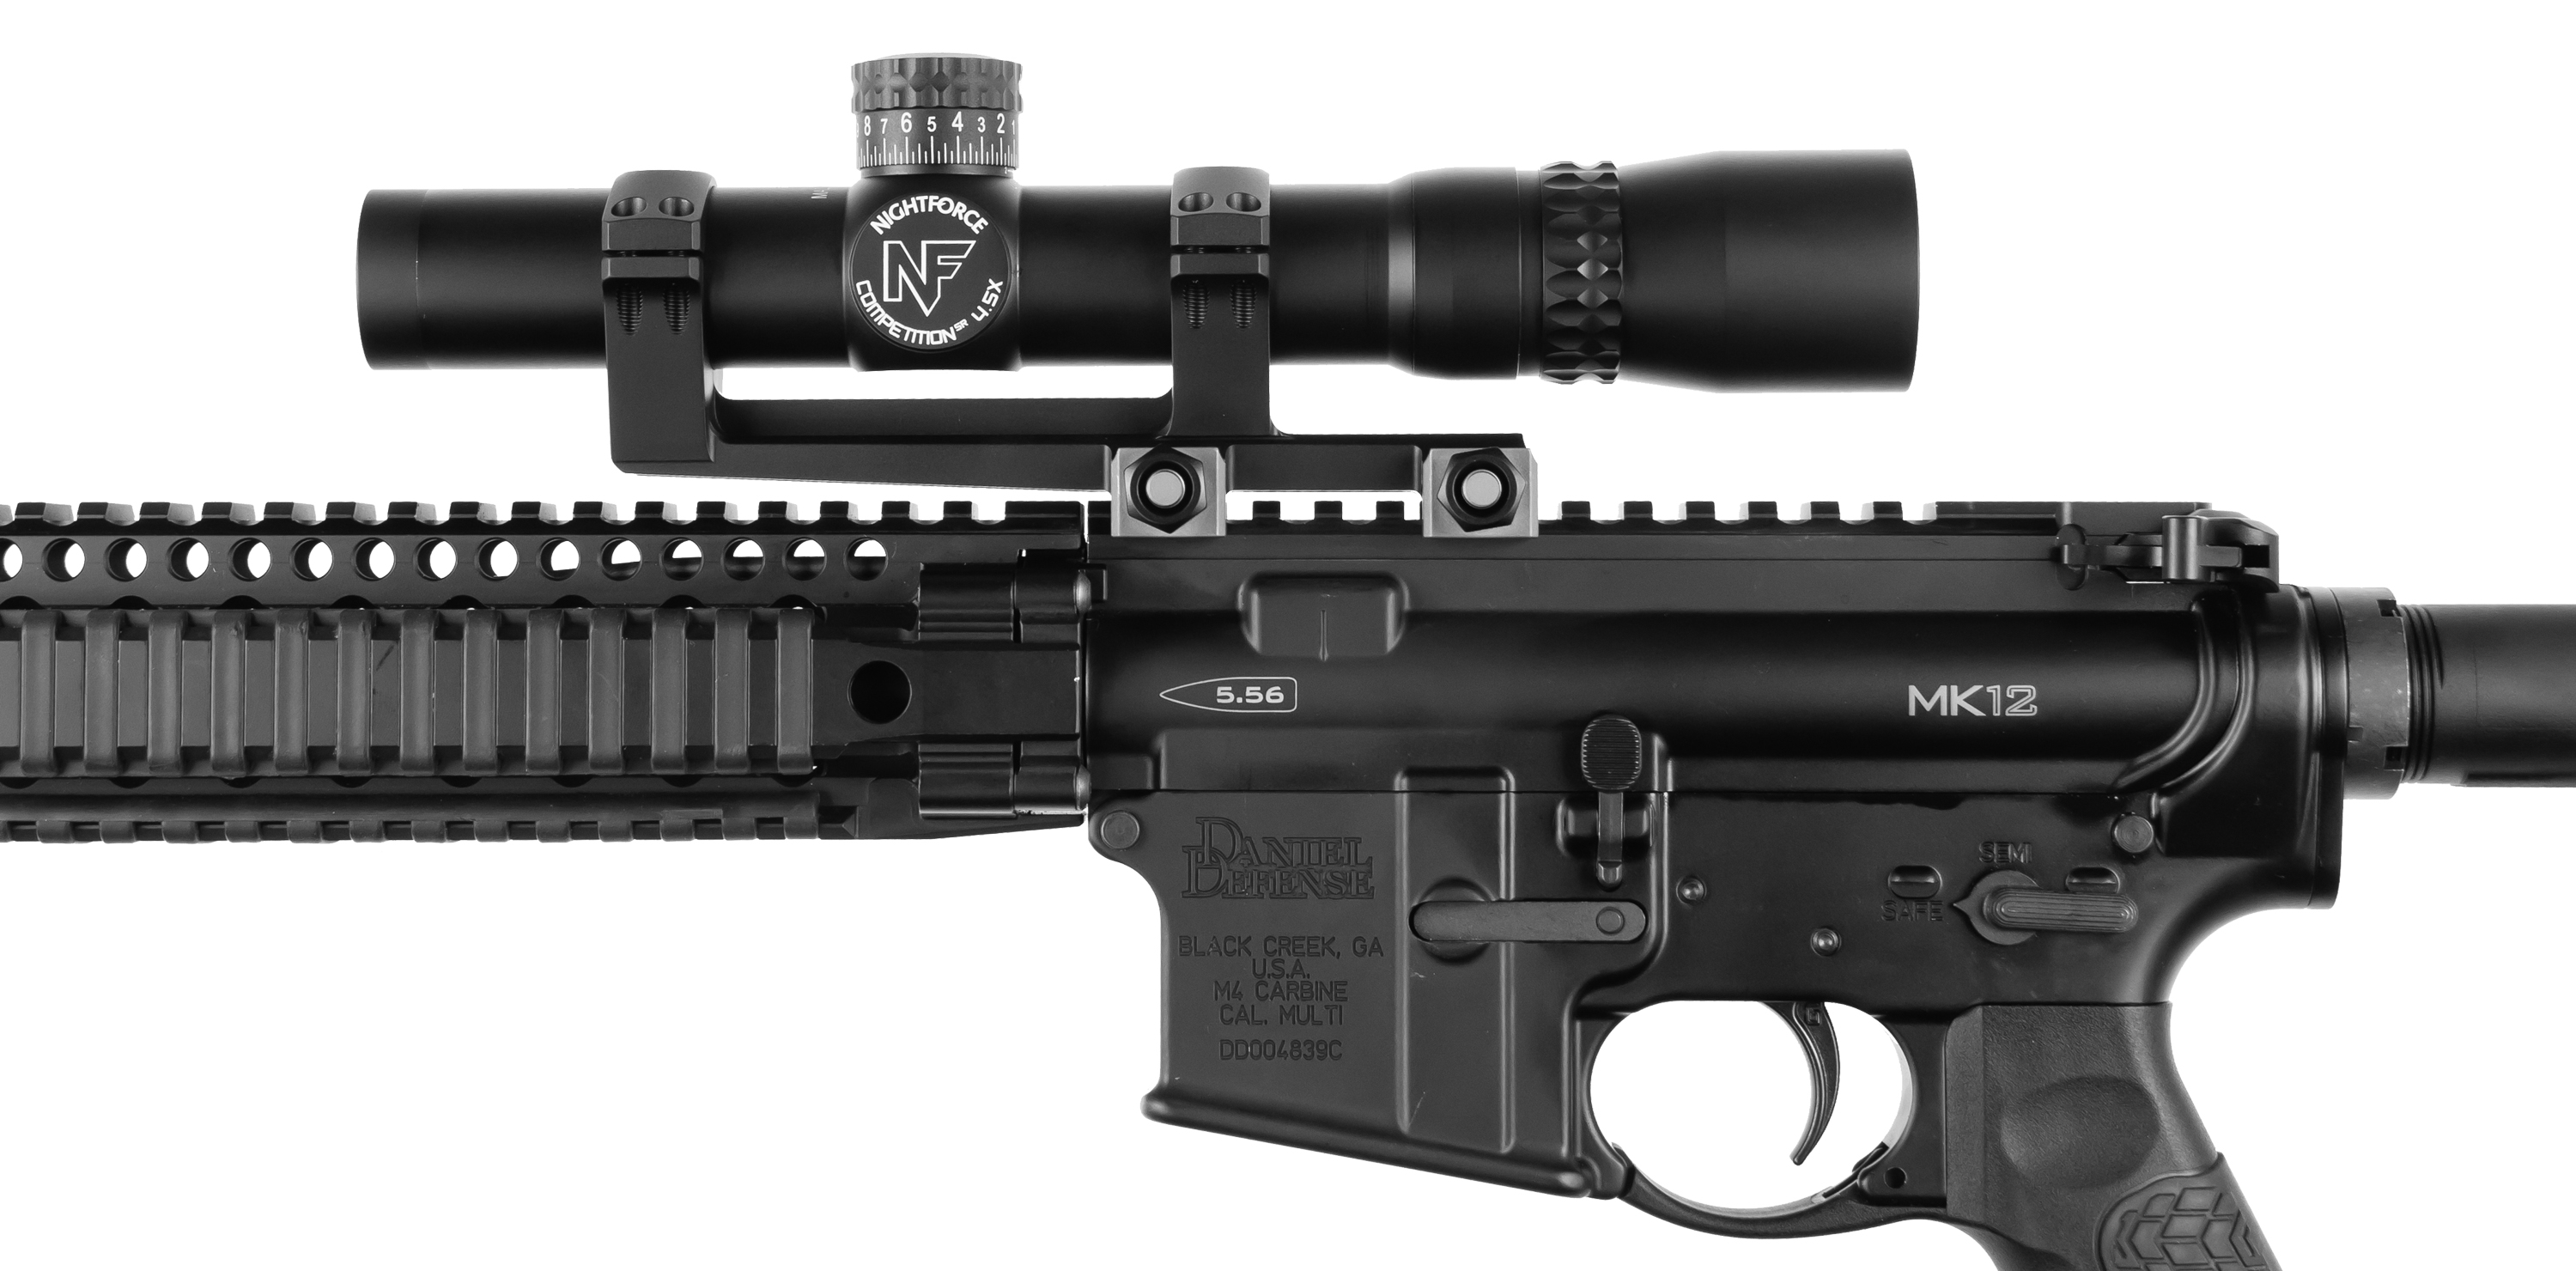 8 7 6 5 4 3 2 1
NIGHTFORCE
NF
COMPETITION SR 4.5X
5.56
MK12
DANIEL
DEFENSE
SEMI
SAFE
BLACK CREEK, GA
U.S.A.
M4 CARBINE
CAL. MULTI
DD004839C